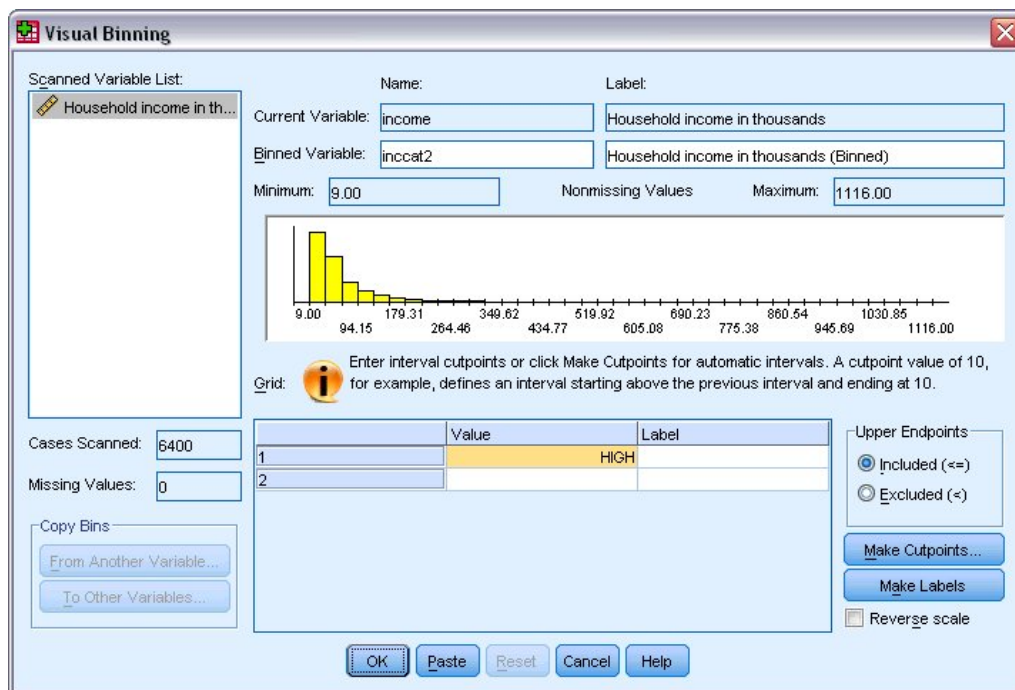 Visual Binning
Scanned Variable List:
Household income in th...
Name:
Label:
Current Variable:
income
Household income in thousands
Binned Variable:
inccat2
Household income in thousands (Binned)
Minimum:
9.00
Nonmissing Values
Maximum:
1116.00
9.00 179.31 349.62 519.92 690.23 860.54 1030.85
94.15 264.46 434.77 605.08 775.38 945.69 1116.00
Grid:
Enter interval cutpoints or click Make Cutpoints for automatic intervals. A cutpoint value of 10,
for example, defines an interval starting above the previous interval and ending at 10.
Cases Scanned:
6400
Missing Values:
0
Copy Bins
From Another Variable...
To Other Variables...
Value Label
1 HIGH
2
Upper Endpoints
Included (<=)
Excluded (<)
Make Cutpoints...
Make Labels
Reverse scale
OK Paste Reset Cancel Help